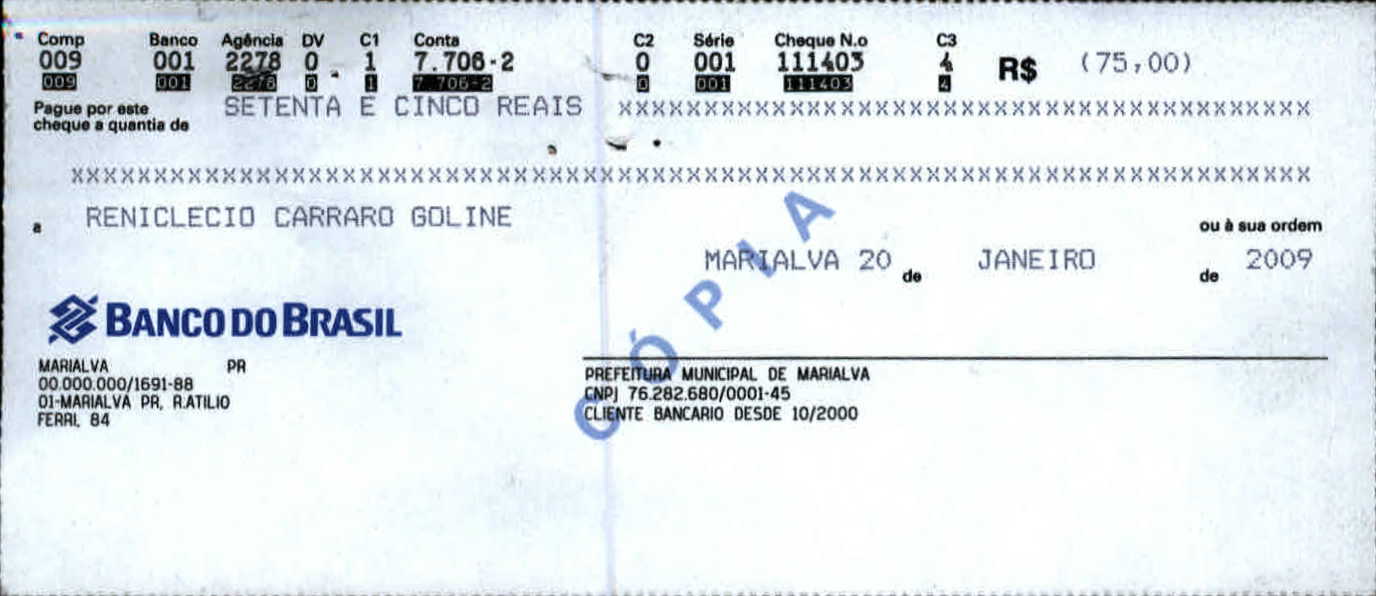 Comp Banco Agência DV C1 Conta C2 Série Cheque N.o C3
009 001 2278 0 1 7.706-2 0 001 111403 4 R$ (75,00)
009 001 2278 0 1 7.706-2 0 001 111403 4
Pague por este SETENTA E CINCO REAIS XXXXXXXXXXXXXXXXXXXXXXXXXXXXXXXXXXXXXXXXX
cheque a quantia de
XXXXXXXXXXXXXXXXXXXXXXXXXXXXXXXXXXXXXXXXXXXXXXXXXXXXXXXXXXXXXXXXXXXXXXXX
a RENICLECIO CARRARO GOLINE ou à sua ordem
MARIALVA 20 de JANEIRO de 2009
CÓPIA
BANCO DO BRASIL
MARIALVA PR
00.000.000/1691-88
01-MARIALVA PR, R.ATILIO
FERRI, 84
PREFEITURA MUNICIPAL DE MARIALVA
CNPJ 76.282.680/0001-45
CLIENTE BANCARIO DESDE 10/2000